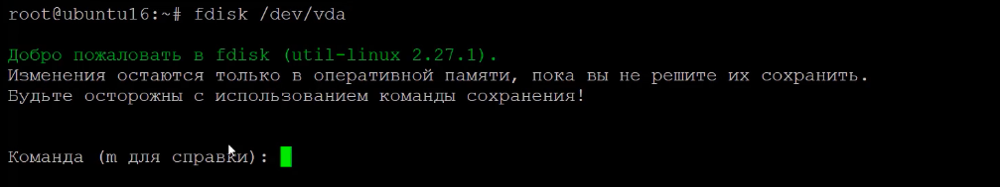 root@ubuntu16:~# fdisk /dev/vda
Добро пожаловать в fdisk (util-linux 2.27.1).
Изменения остаются только в оперативной памяти, пока вы не решите их сохранить.
Будьте осторожны с использованием команды сохранения!
Команда (m для справки):